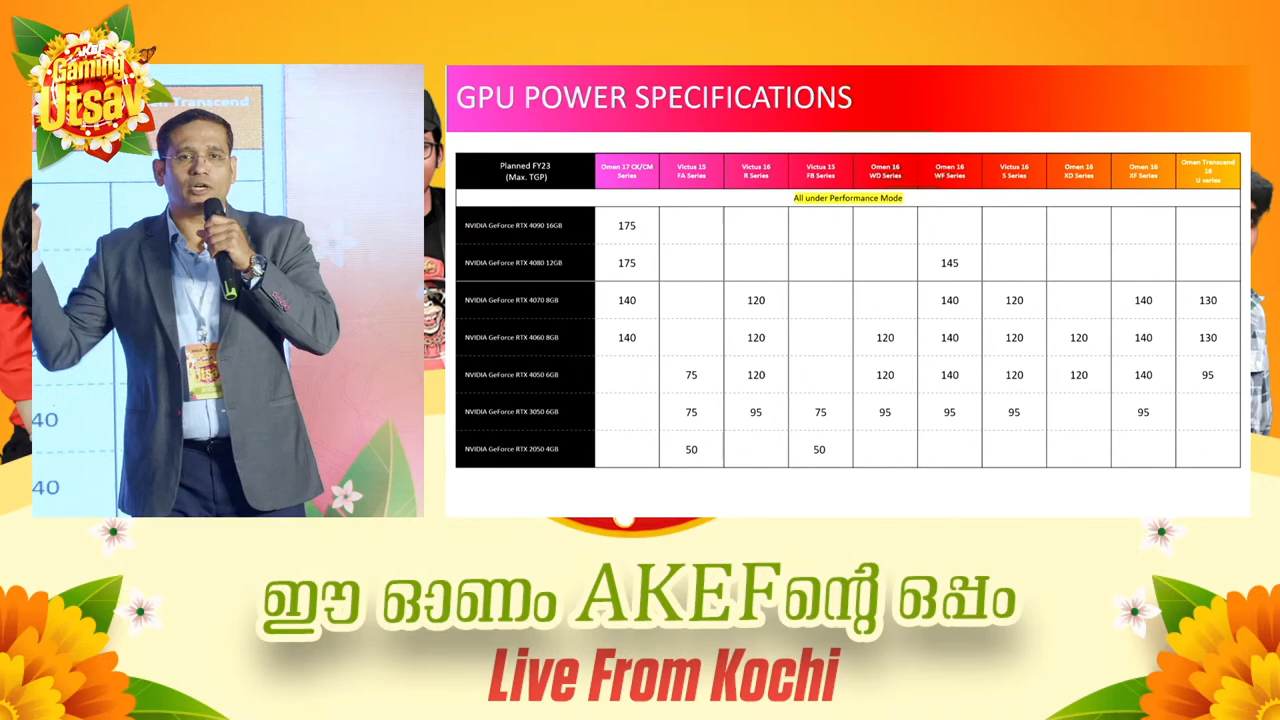 AKEF
Gaming
Utsav
en Transcend
40
40
GPU POWER SPECIFICATIONS
Planned FY23
(Max. TGP)
Omen 17 CK/CM
Series
Victus 15
FA Series
Victus 16
R Series
Victus 15
FB Series
Omen 16
WD Series
Omen 16
WF Series
Victus 16
S Series
Omen 16
XD Series
Omen 16
XF Series
Omen Transcend
16
U series
All under Performance Mode
NVIDIA GeForce RTX 4090 16GB 175
NVIDIA GeForce RTX 4080 12GB 175 145
NVIDIA GeForce RTX 4070 8GB 140 120 140 120 140 130
NVIDIA GeForce RTX 4060 8GB 140 120 120 140 120 120 140 130
NVIDIA GeForce RTX 4050 6GB 75 120 120 140 120 120 140 95
NVIDIA GeForce RTX 3050 6GB 75 95 75 95 95 95 95
NVIDIA GeForce RTX 2050 4GB 50 50
ഈ ഓണം AKEFന്റെ ഒപ്പം
Live From Kochi